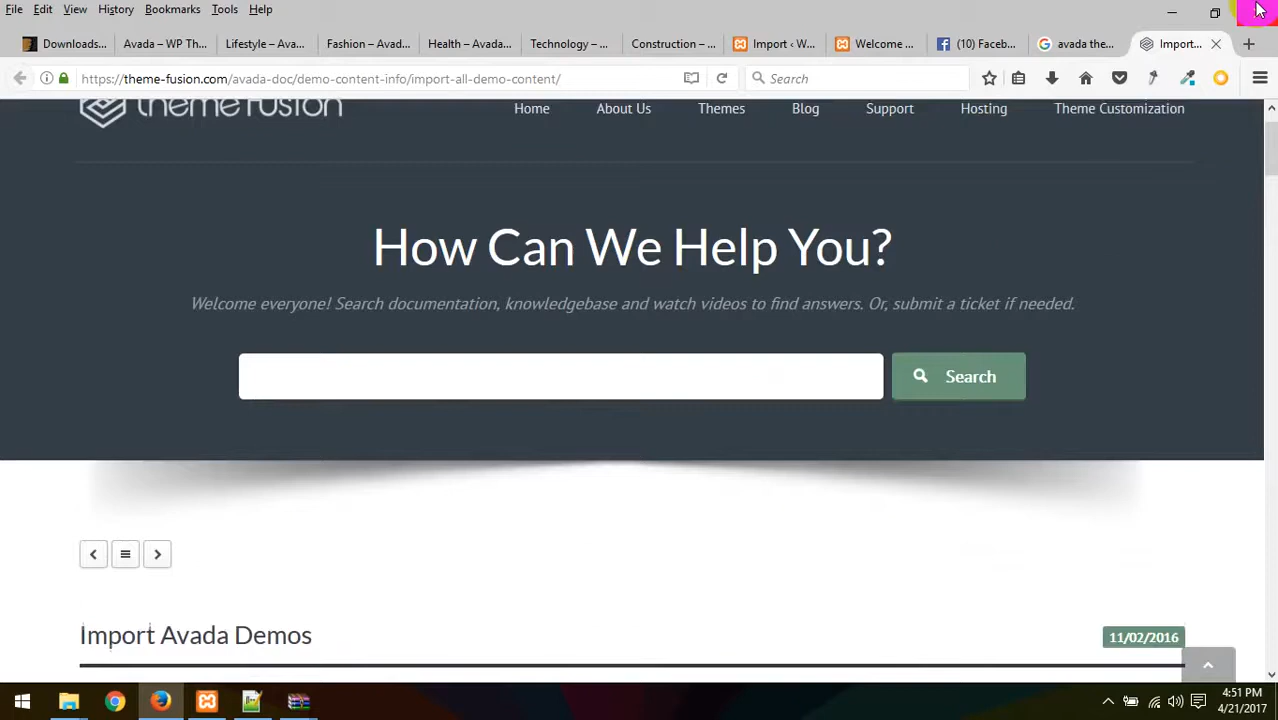 File Edit View History Bookmarks Tools Help
Downloads... Avada – WP Th... Lifestyle – Ava... Fashion – Avad... Health – Avada... Technology – ... Construction – ... Import ‹ W... Welcome ... (10) Faceb... avada the... Import...
https://theme-fusion.com/avada-doc/demo-content-info/import-all-demo-content/ Search
theme fusion Home About Us Themes Blog Support Hosting Theme Customization
How Can We Help You?
Welcome everyone! Search documentation, knowledgebase and watch videos to find answers. Or, submit a ticket if needed.
Search
Import Avada Demos 11/02/2016
4:51 PM
4/21/2017